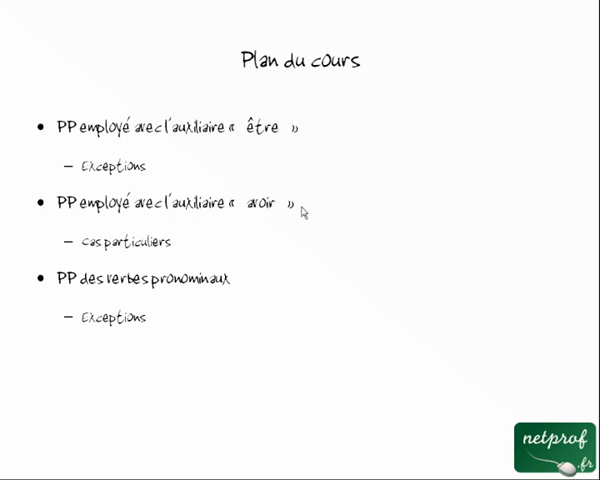 Plan du cours
• PP employé avec l'auxiliaire « être »
– Exceptions
• PP employé avec l'auxiliaire « avoir »
– Cas particuliers
• PP des verbes pronominaux
– Exceptions
netprof
.fr